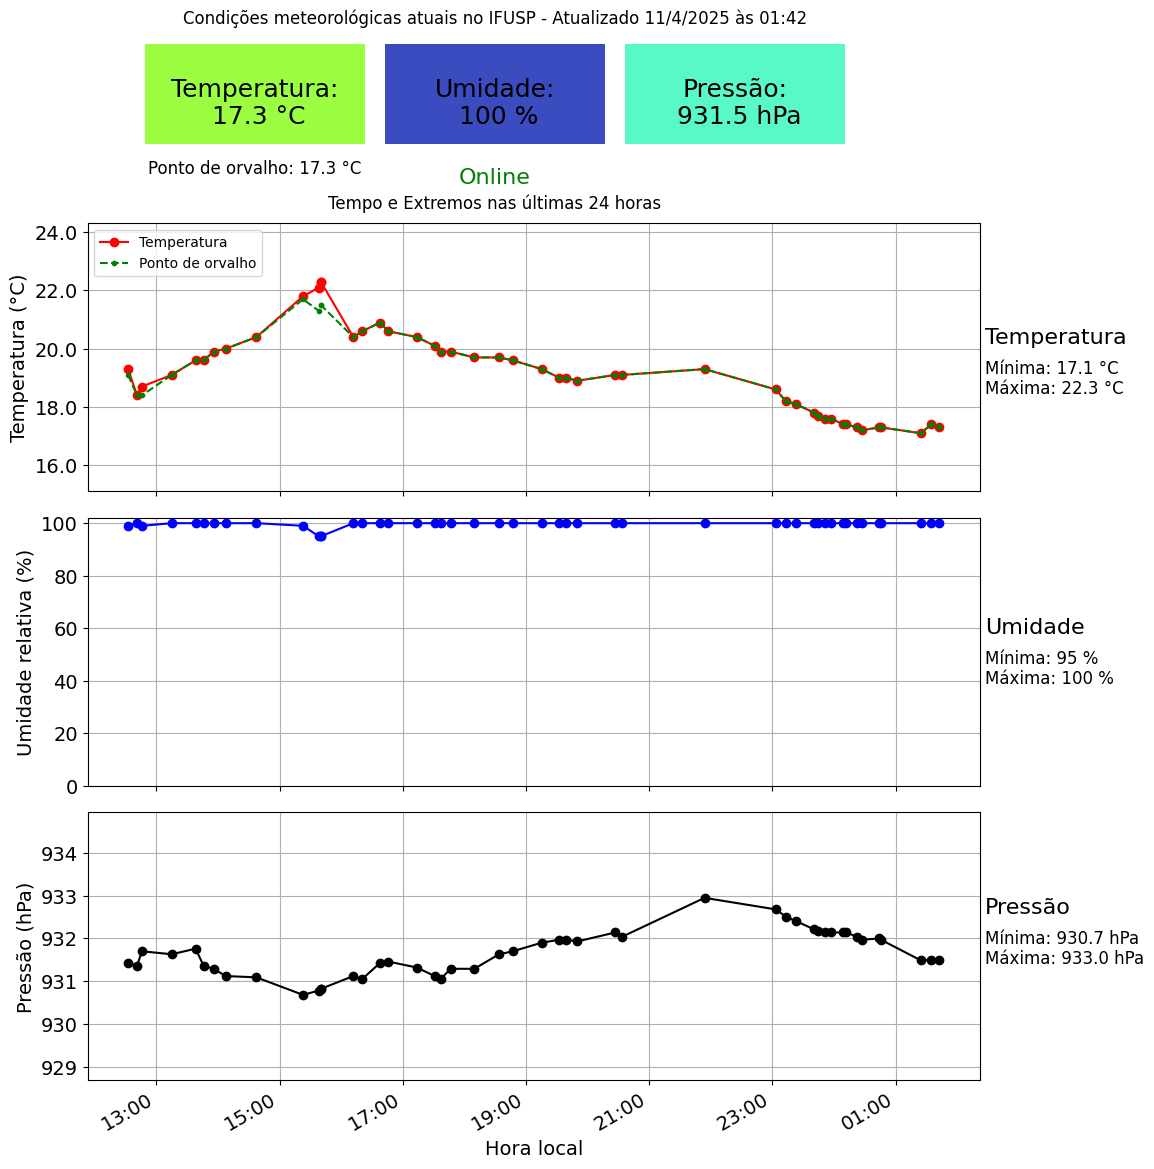 Condições meteorológicas atuais no IFUSP - Atualizado 11/4/2025 às 01:42
Temperatura:
17.3 °C
Umidade:
100 %
Pressão:
931.5 hPa
Ponto de orvalho: 17.3 °C
Online
Tempo e Extremos nas últimas 24 horas
Temperatura (°C)
24.0
22.0
20.0
18.0
16.0
Temperatura
Ponto de orvalho
Temperatura
Mínima: 17.1 °C
Máxima: 22.3 °C
Umidade relativa (%)
100
80
60
40
20
0
Umidade
Mínima: 95 %
Máxima: 100 %
Pressão (hPa)
934
933
932
931
930
929
Pressão
Mínima: 930.7 hPa
Máxima: 933.0 hPa
13:00
15:00
17:00
19:00
21:00
23:00
01:00
Hora local